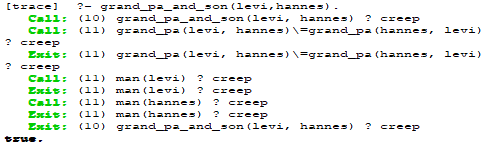 [trace]  ?- grand_pa_and_son(levi,hannes).
   Call: (10) grand_pa_and_son(levi, hannes) ? creep
   Call: (11) grand_pa(levi, hannes)\=grand_pa(hannes, levi)
? creep
   Exit: (11) grand_pa(levi, hannes)\=grand_pa(hannes, levi)
? creep
   Call: (11) man(levi) ? creep
   Exit: (11) man(levi) ? creep
   Call: (11) man(hannes) ? creep
   Exit: (11) man(hannes) ? creep
   Exit: (10) grand_pa_and_son(levi, hannes) ? creep
true.